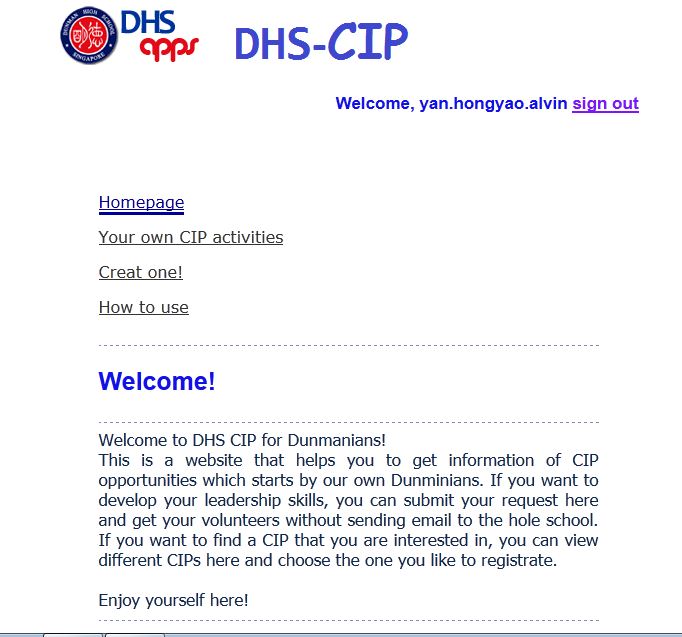 DUNMAN HIGH SCHOOL
SINGAPORE
DHS
apps
DHS-CIP
Welcome, yan.hongyao.alvin sign out
Homepage
Your own CIP activities
Creat one!
How to use
Welcome!
Welcome to DHS CIP for Dunmanians!
This is a website that helps you to get information of CIP
opportunities which starts by our own Dunminians. If you want to
develop your leadership skills, you can submit your request here
and get your volunteers without sending email to the hole school.
If you want to find a CIP that you are interested in, you can view
different CIPs here and choose the one you like to registrate.
Enjoy yourself here!